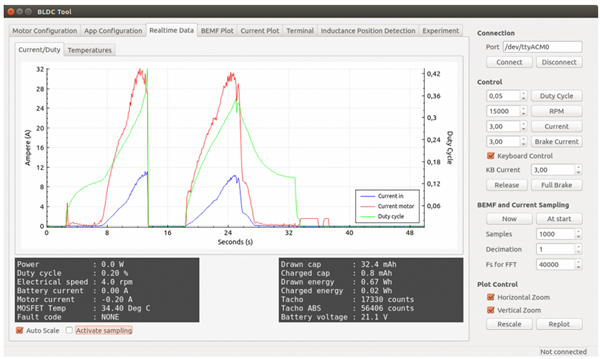 BLDC Tool
Motor Configuration App Configuration Realtime Data BEMF Plot Current Plot Terminal Inductance Position Detection Experiment
Current/Duty Temperatures
Ampere (A)
32
28
24
20
16
12
8
4
0
0 8 16 24 32 40 48
Seconds (s)
0,42
0,36
0,3
0,24
0,18
0,12
0,06
Duty Cycle
Current in
Current motor
Duty cycle
Power : 0.0 W
Duty cycle : 0.20 %
Electrical speed : 4.0 rpm
Battery current : 0.00 A
Motor current : -0.20 A
MOSFET Temp : 34.40 Deg C
Fault code : NONE
Drawn cap : 32.4 mAh
Charged cap : 0.8 mAh
Drawn energy : 0.67 Wh
Charged energy : 0.02 Wh
Tacho : 17330 counts
Tacho ABS : 56406 counts
Battery voltage : 21.1 V
Auto Scale Activate sampling
Connection
Port /dev/ttyACM0
Connect Disconnect
Control
0,05 Duty Cycle
15000 RPM
3,00 Current
3,00 Brake Current
Keyboard Control
KB Current 3,00
Release Full Brake
BEMF and Current Sampling
Now At start
Samples 1000
Decimation 1
Fs for FFT 40000
Plot Control
Horizontal Zoom
Vertical Zoom
Rescale Replot
Not connected